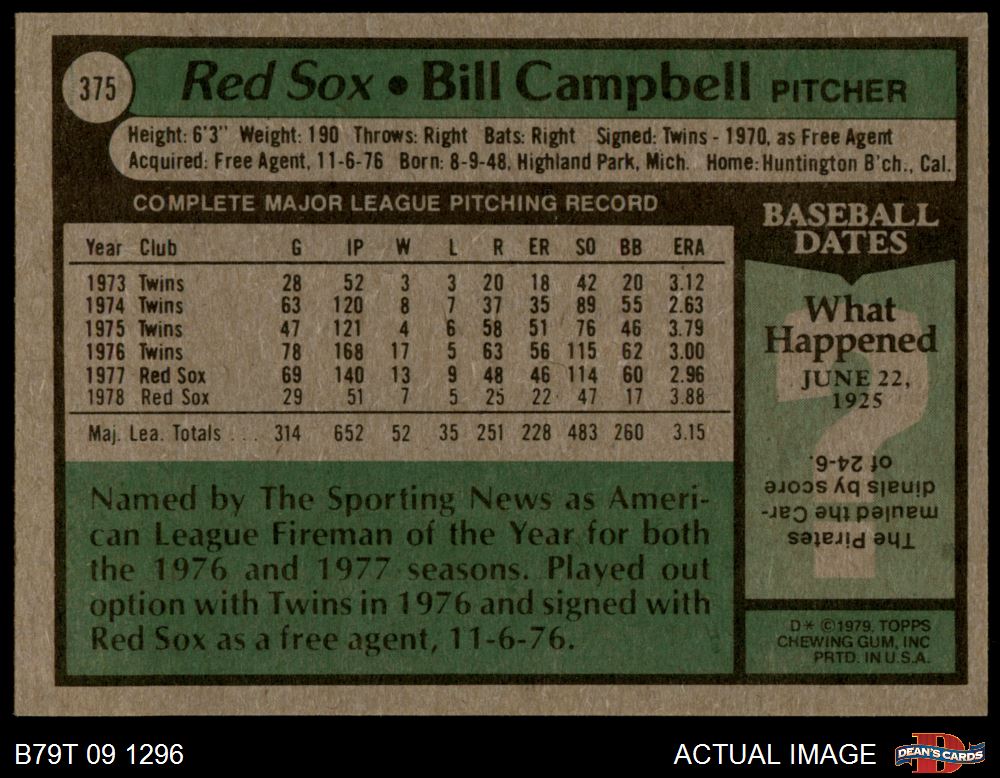 375
Red Sox • Bill Campbell PITCHER
Height: 6'3" Weight: 190 Throws: Right Bats: Right Signed: Twins - 1970, as Free Agent
Acquired: Free Agent, 11-6-76 Born: 8-9-48, Highland Park, Mich. Home: Huntington B'ch., Cal.
COMPLETE MAJOR LEAGUE PITCHING RECORD
Year Club G IP W L R ER SO BB ERA
1973 Twins 28 52 3 3 20 18 42 20 3.12
1974 Twins 63 120 8 7 37 35 89 55 2.63
1975 Twins 47 121 4 6 58 51 76 46 3.79
1976 Twins 78 168 17 5 63 56 115 62 3.00
1977 Red Sox 69 140 13 9 48 46 114 60 2.96
1978 Red Sox 29 51 7 5 25 22 47 17 3.88
Maj. Lea. Totals . . . 314 652 52 35 251 228 483 260 3.15
Named by The Sporting News as Ameri-
can League Fireman of the Year for both
the 1976 and 1977 seasons. Played out
option with Twins in 1976 and signed with
Red Sox as a free agent, 11-6-76.
BASEBALL
DATES
What
Happened
JUNE 22,
1925
?
The Pirates
mauled the Car-
dinals by score
of 24-6.
D* ©1979, TOPPS
CHEWING GUM, INC
PRTD. IN U.S.A.
B79T 09 1296
ACTUAL IMAGE
DEAN'S CARDS